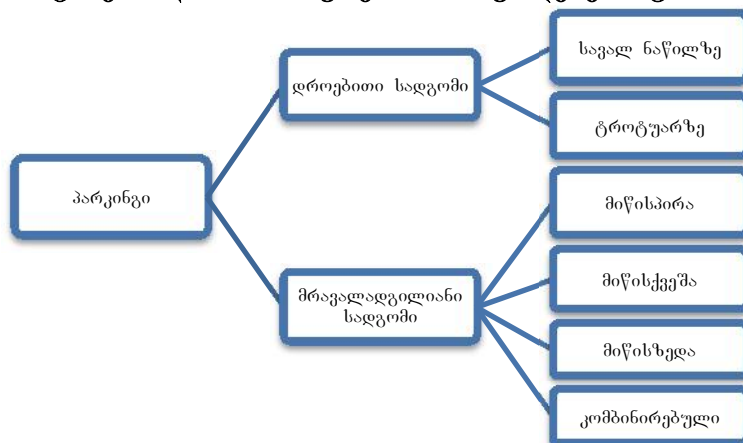 დროებითი სადგომი
სავალ ნაწილზე
ტროტუარზე
პარკინგი
მრავალადგილიანი
სადგომი
მიწისპირა
მიწისქვეშა
მიწისზედა
კომბინირებული